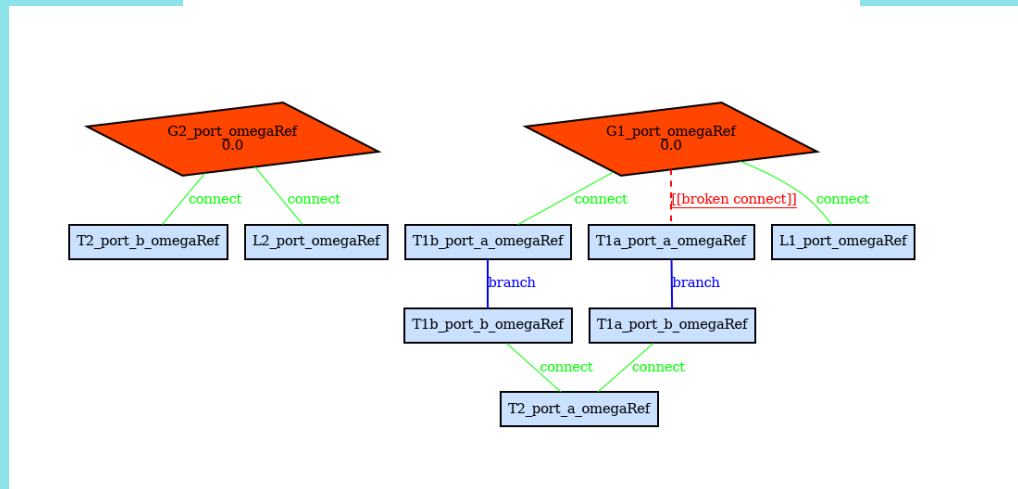 G2_port_omegaRef
0.0
G1_port_omegaRef
0.0
connect
connect
connect
[[broken connect]]
connect
T2_port_b_omegaRef
L2_port_omegaRef
T1b_port_a_omegaRef
T1a_port_a_omegaRef
L1_port_omegaRef
branch
branch
T1b_port_b_omegaRef
T1a_port_b_omegaRef
connect
connect
T2_port_a_omegaRef